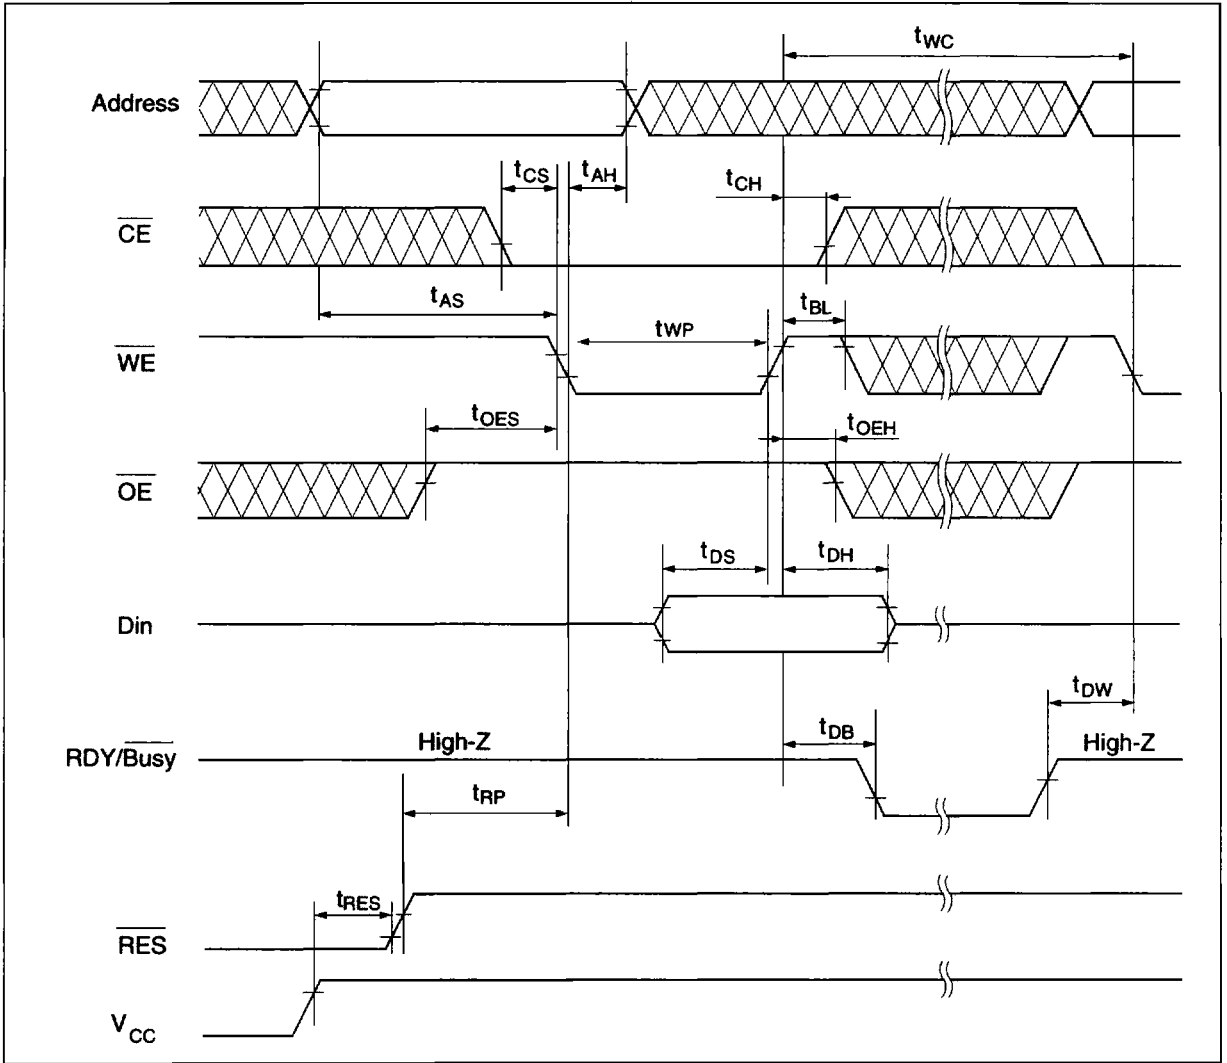 tWC
Address
tCS tAH
tCH
CE
tAS
tBL
tWP
WE
tOES
tOEH
OE
tDS tDH
Din
tDW
tDB
High-Z High-Z
RDY/Busy
tRP
tRES
RES
VCC